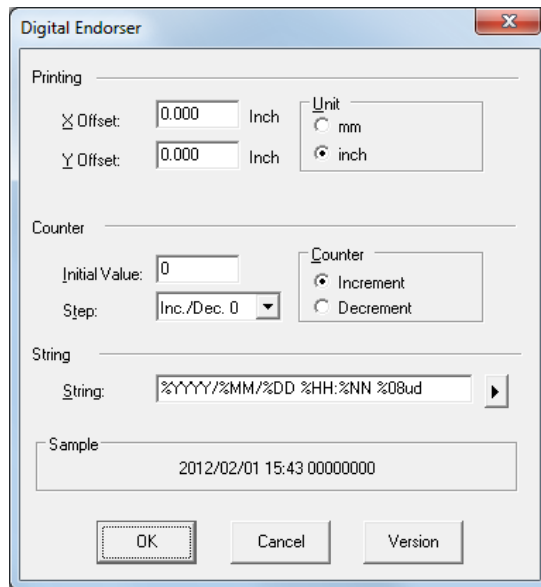 Digital Endorser
Printing
X Offset: 0.000 Inch
Unit
mm
Y Offset: 0.000 Inch
inch
Counter
Initial Value: 0
Counter
Increment
Step: Inc./Dec. 0
Decrement
String
String: %YYYY/%MM/%DD %HH:%NN %08ud
Sample
2012/02/01 15:43 00000000
OK Cancel Version